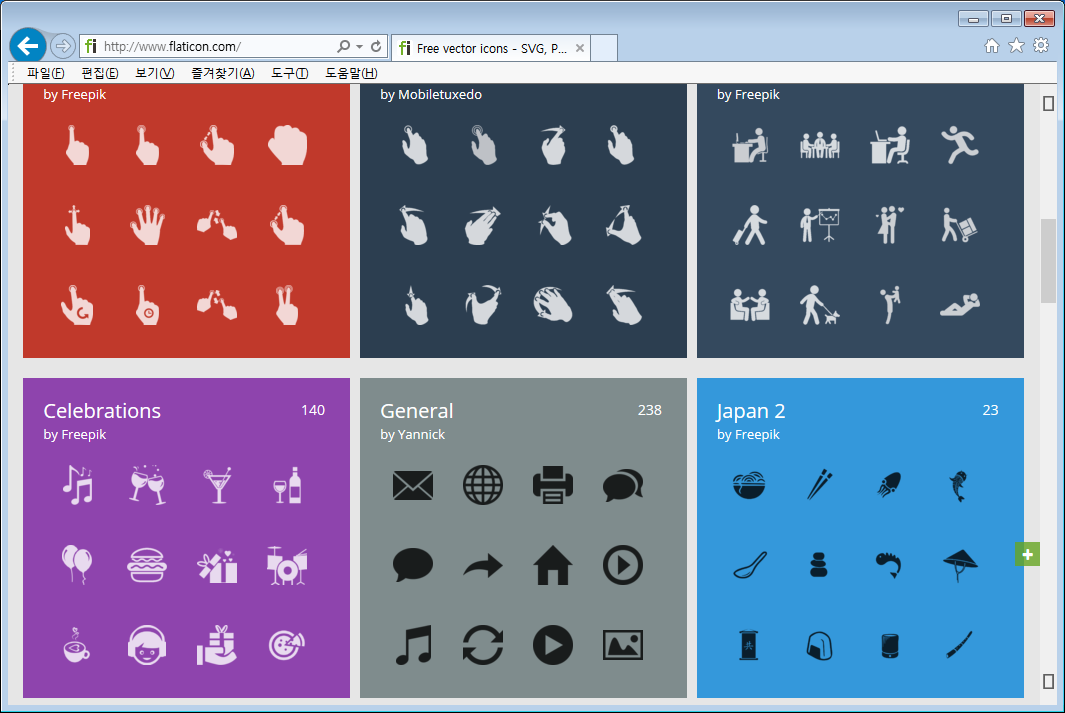 http://www.flaticon.com/
Free vector icons - SVG, P...
파일(F) 편집(E) 보기(V) 즐겨찾기(A) 도구(T) 도움말(H)
by Freepik
by Mobiletuxedo
by Freepik
Celebrations 140
by Freepik
General 238
by Yannick
Japan 2 23
by Freepik